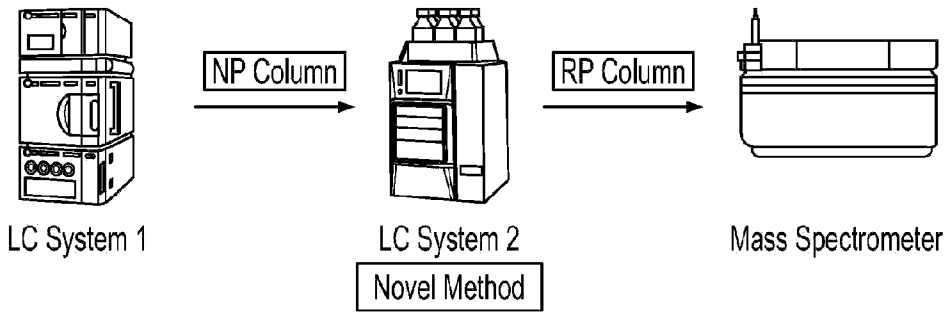 NP Column
RP Column
LC System 1
LC System 2
Mass Spectrometer
Novel Method